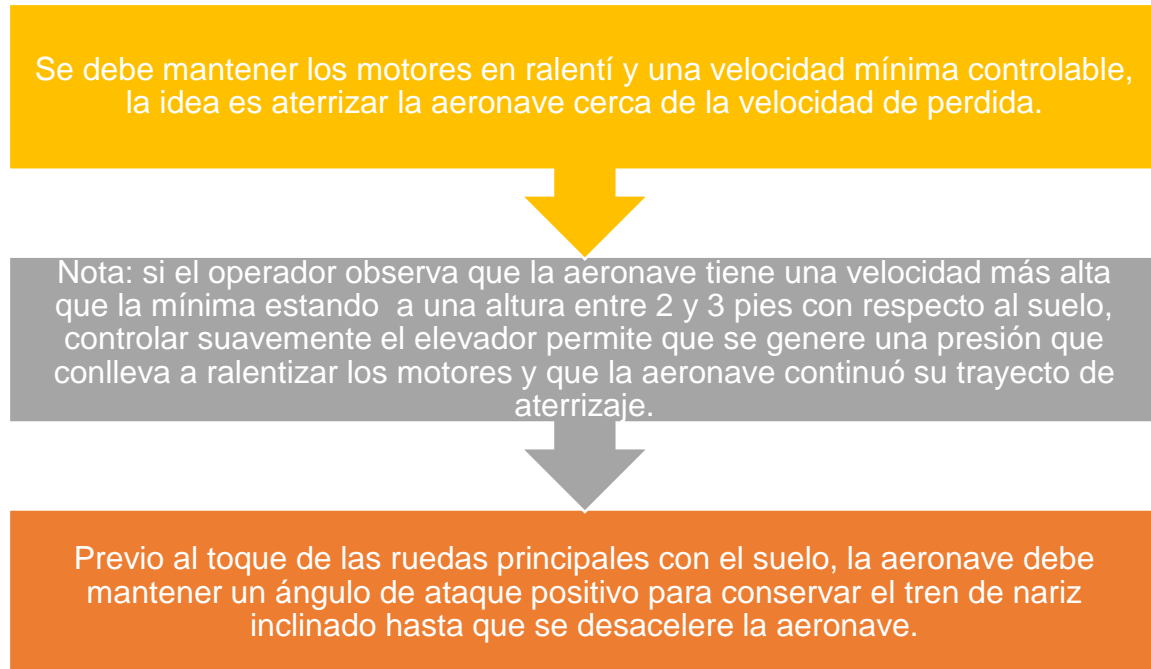 Se debe mantener los motores en ralentí y una velocidad mínima controlable,
la idea es aterrizar la aeronave cerca de la velocidad de perdida.
Nota: si el operador observa que la aeronave tiene una velocidad más alta
que la mínima estando  a una altura entre 2 y 3 pies con respecto al suelo,
controlar suavemente el elevador permite que se genere una presión que
conlleva a ralentizar los motores y que la aeronave continuó su trayecto de
aterrizaje.
Previo al toque de las ruedas principales con el suelo, la aeronave debe
mantener un ángulo de ataque positivo para conservar el tren de nariz
inclinado hasta que se desacelere la aeronave.